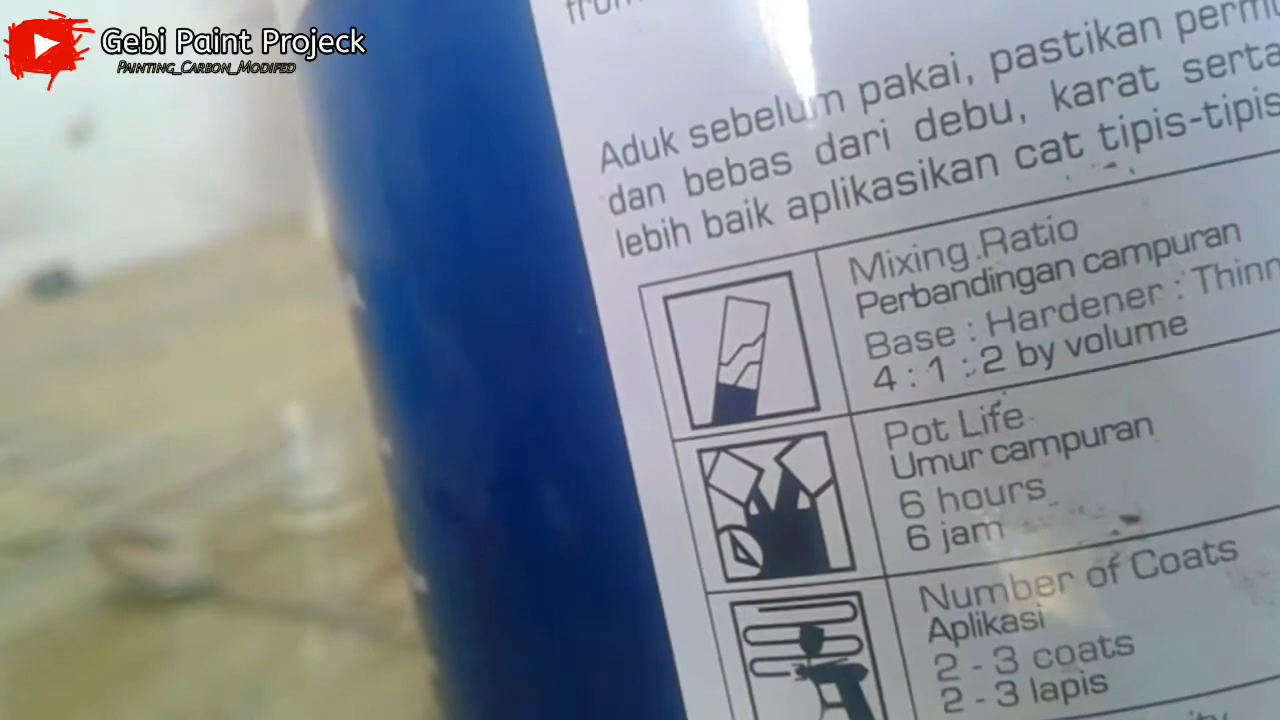 Gebi Paint Projeck
Painting_Carbon_Modifed
Aduk sebelum pakai, pastikan
dan bebas dari debu, karat serta
lebih baik aplikasikan cat tipis-tipis
Mixing Ratio
Perbandingan campuran
Base : Hardener :
4 : 1 : 2 by volume
Pot Life
Umur campuran
6 hours
6 jam
Number of Coats
Aplikasi
2 - 3 coats
2 - 3 lapis